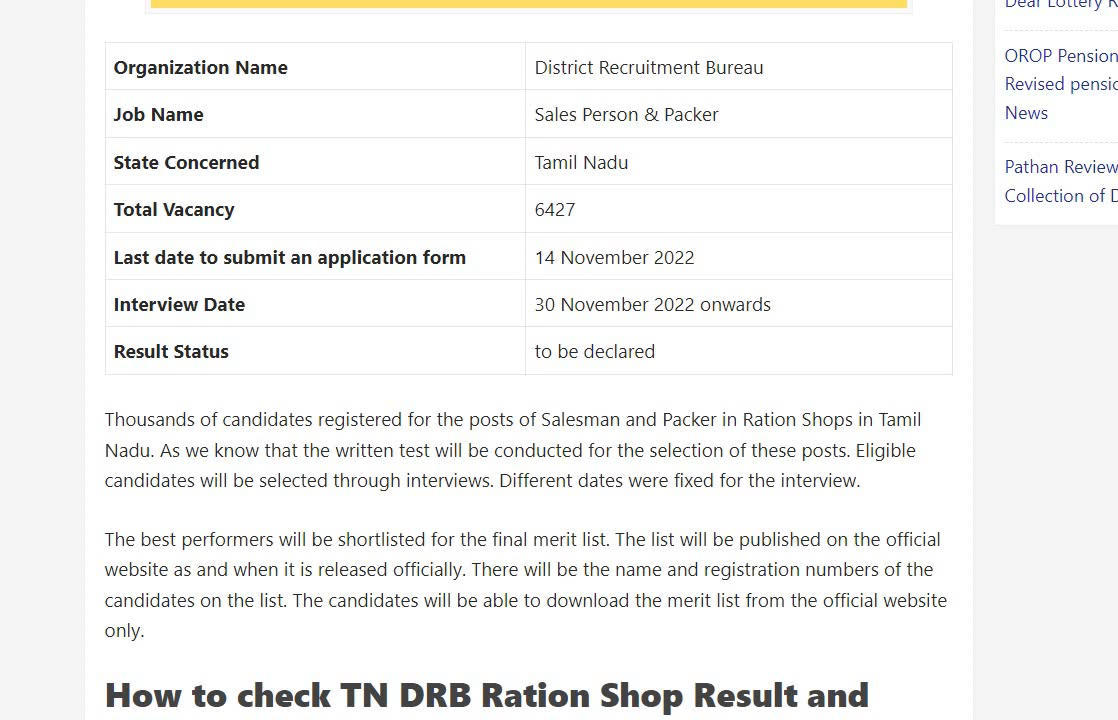 Organization Name District Recruitment Bureau
Job Name Sales Person & Packer
State Concerned Tamil Nadu
Total Vacancy 6427
Last date to submit an application form 14 November 2022
Interview Date 30 November 2022 onwards
Result Status to be declared
Thousands of candidates registered for the posts of Salesman and Packer in Ration Shops in Tamil
Nadu. As we know that the written test will be conducted for the selection of these posts. Eligible
candidates will be selected through interviews. Different dates were fixed for the interview.
The best performers will be shortlisted for the final merit list. The list will be published on the official
website as and when it is released officially. There will be the name and registration numbers of the
candidates on the list. The candidates will be able to download the merit list from the official website
only.
How to check TN DRB Ration Shop Result and
Dear Lottery R
OROP Pension
Revised pensio
News
Pathan Review
Collection of D